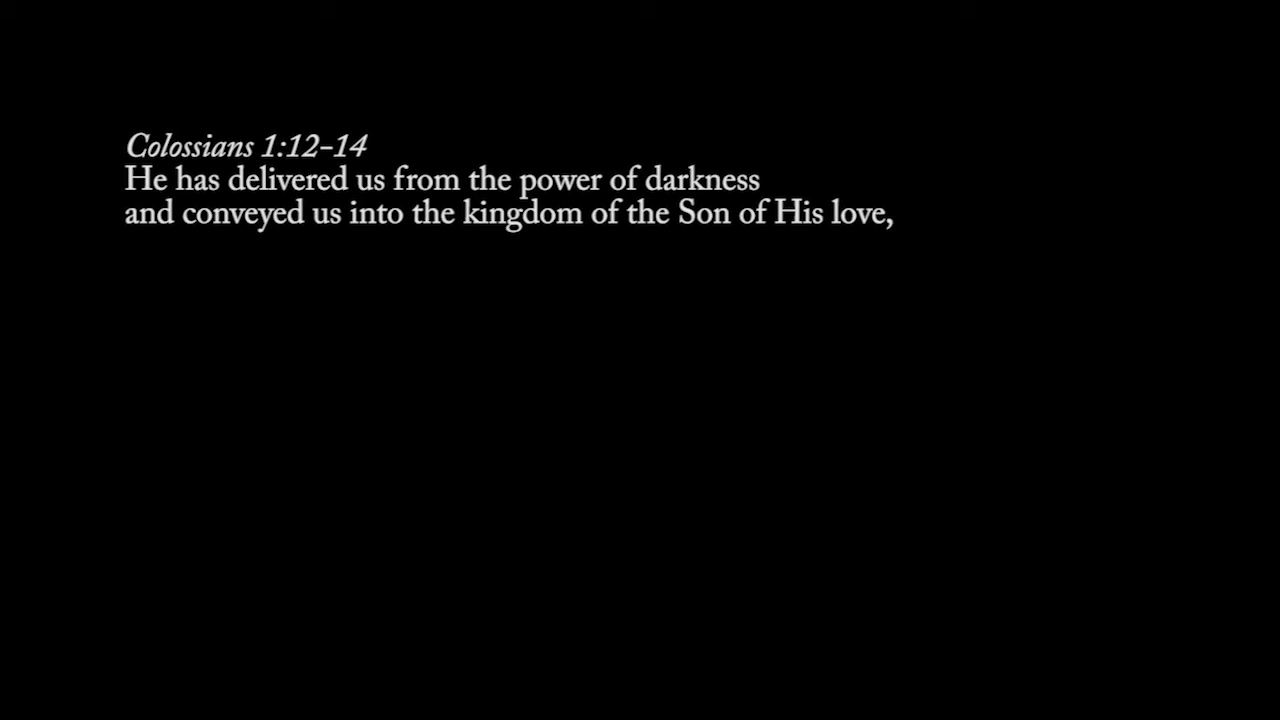 Colossians 1:12–14
He has delivered us from the power of darkness
and conveyed us into the kingdom of the Son of His love,